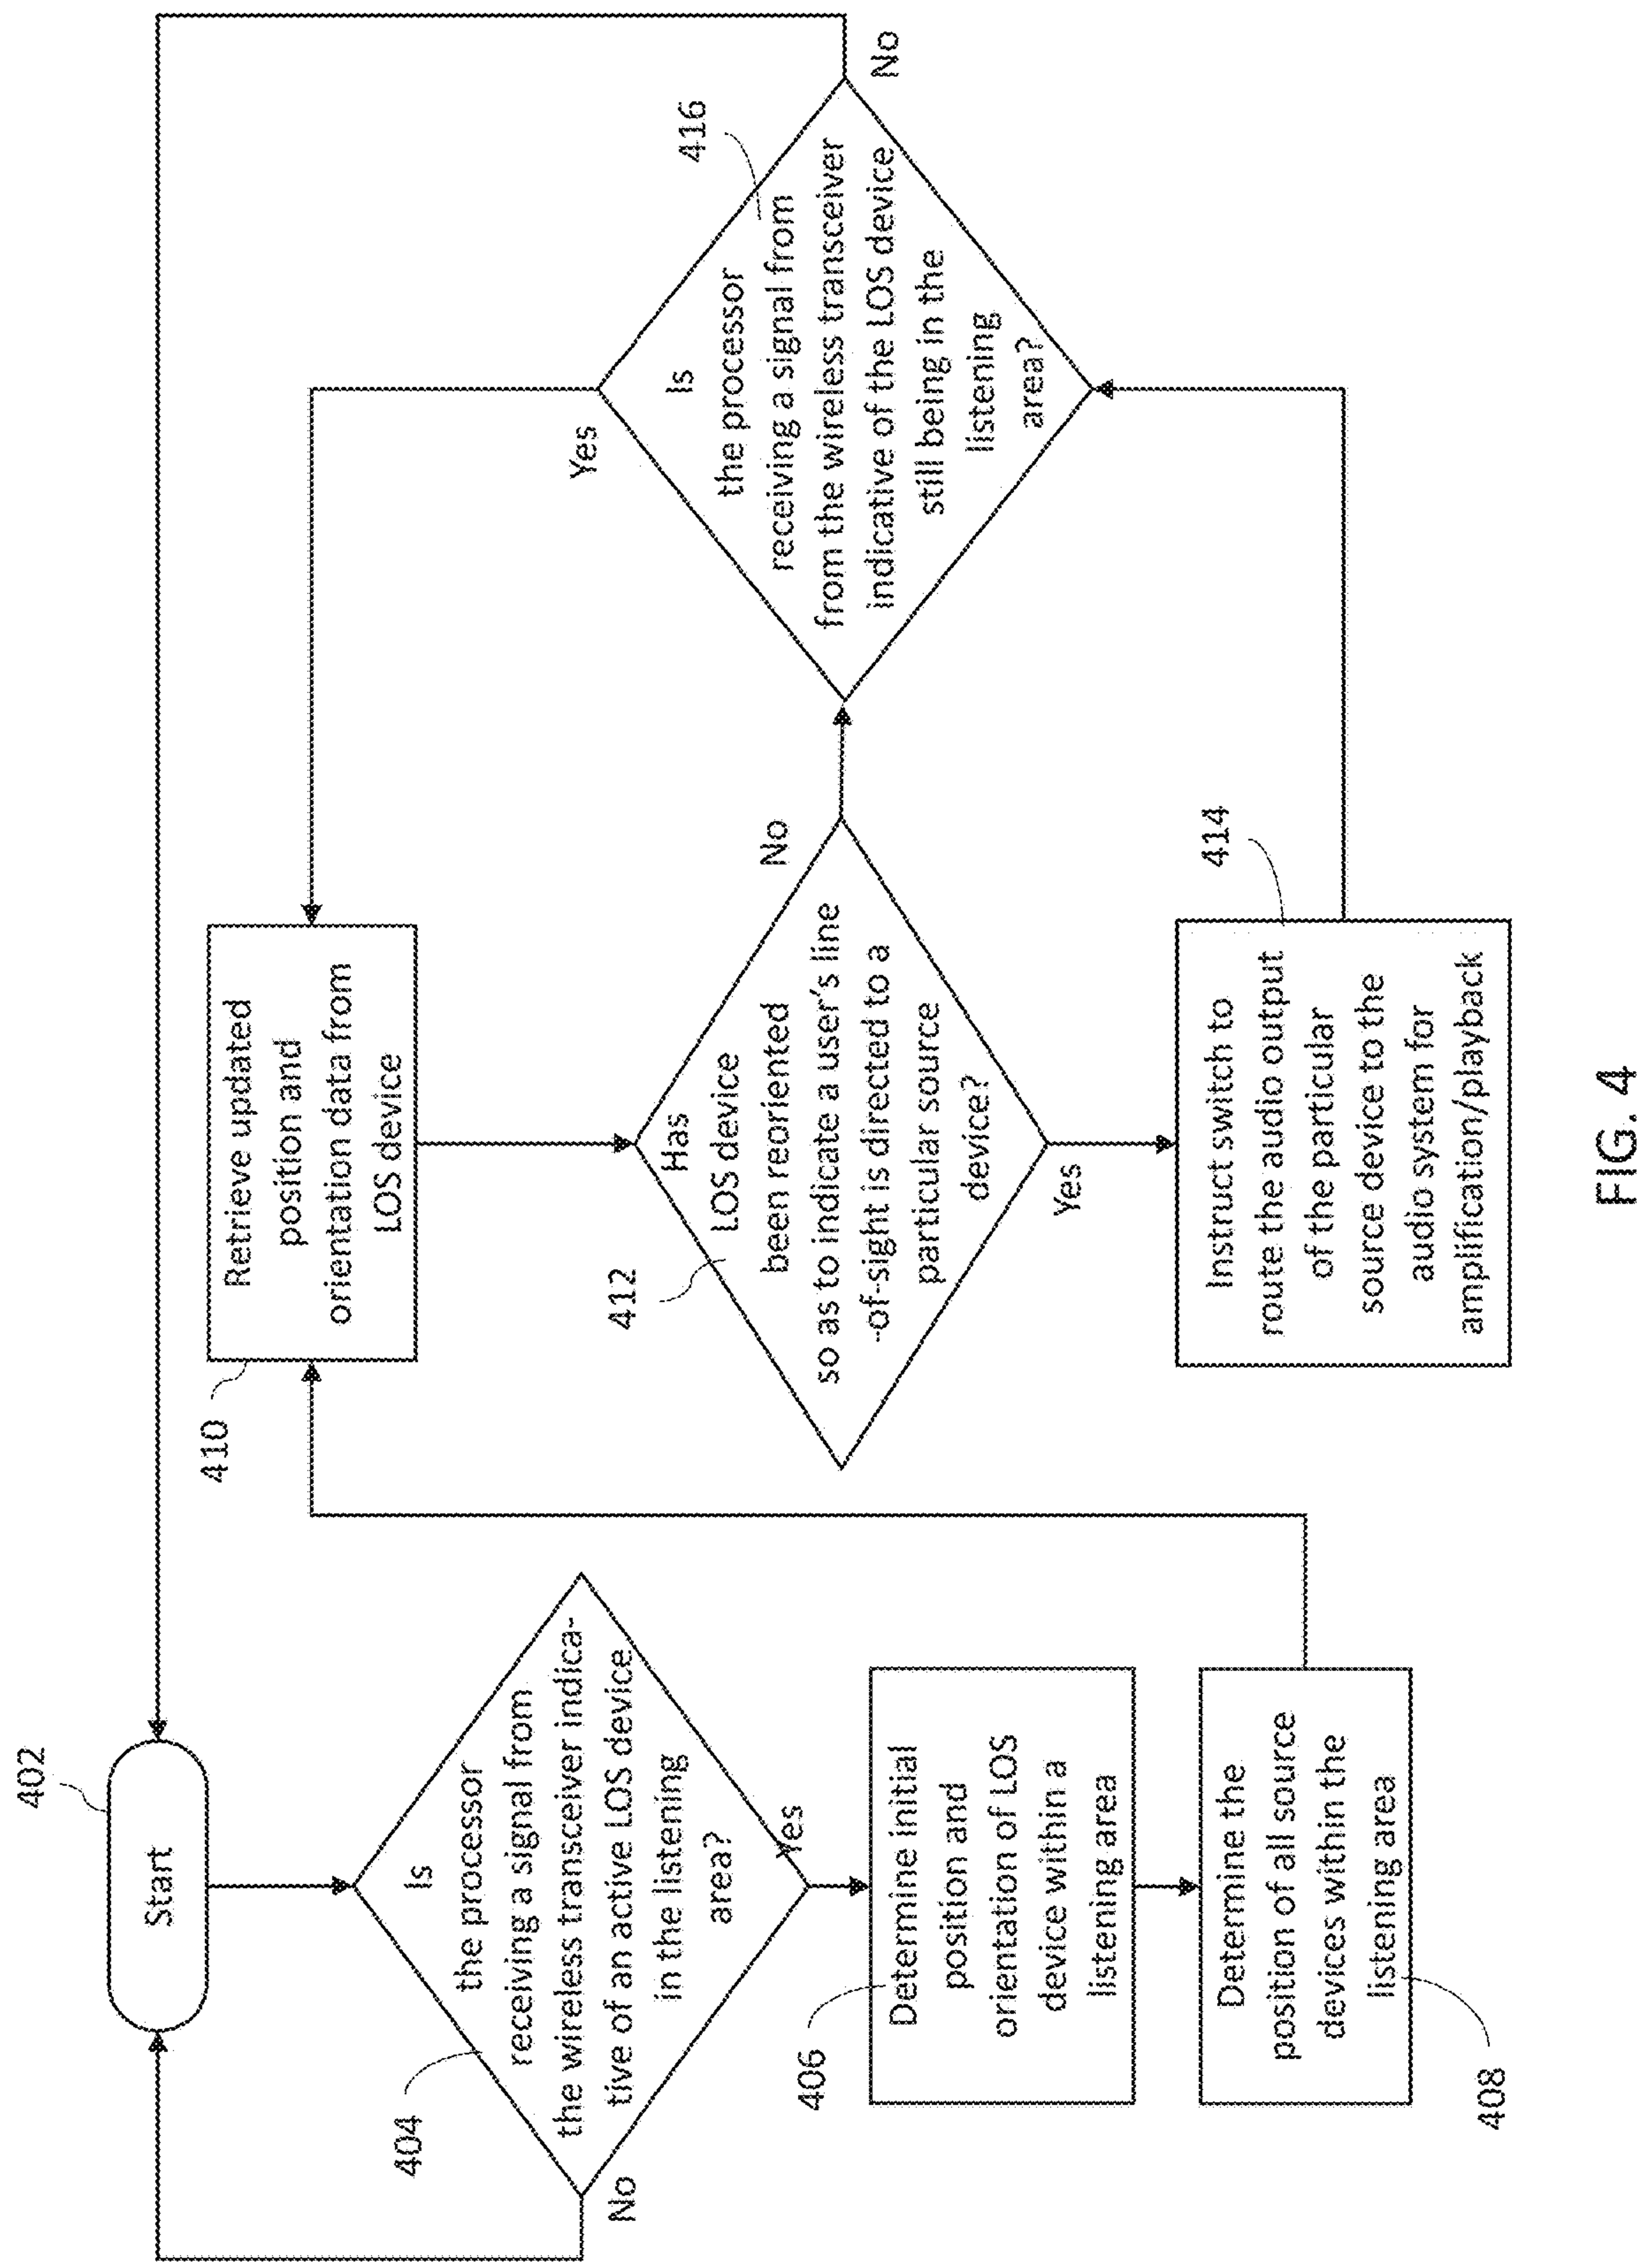 402
Start
404
Is
the processor
receiving a signal from
the wireless transceiver indica-
tive of an active LOS device
in the listening
area?
No
Yes
406
Determine initial
position and
orientation of LOS
device within a
listening area
408
Determine the
position of all source
devices within the
listening area
410
Retrieve updated
position and
orientation data from
LOS device
412
Has
LOS device
been reoriented
so as to indicate a user's line
-of-sight is directed to a
particular source
device?
No
Yes
414
Instruct switch to
route the audio output
of the particular
source device to the
audio system for
amplification/playback
416
Is
the processor
receiving a signal from
from the wireless transceiver
indicative of the LOS device
still being in the
listening
area?
Yes
No
FIG. 4